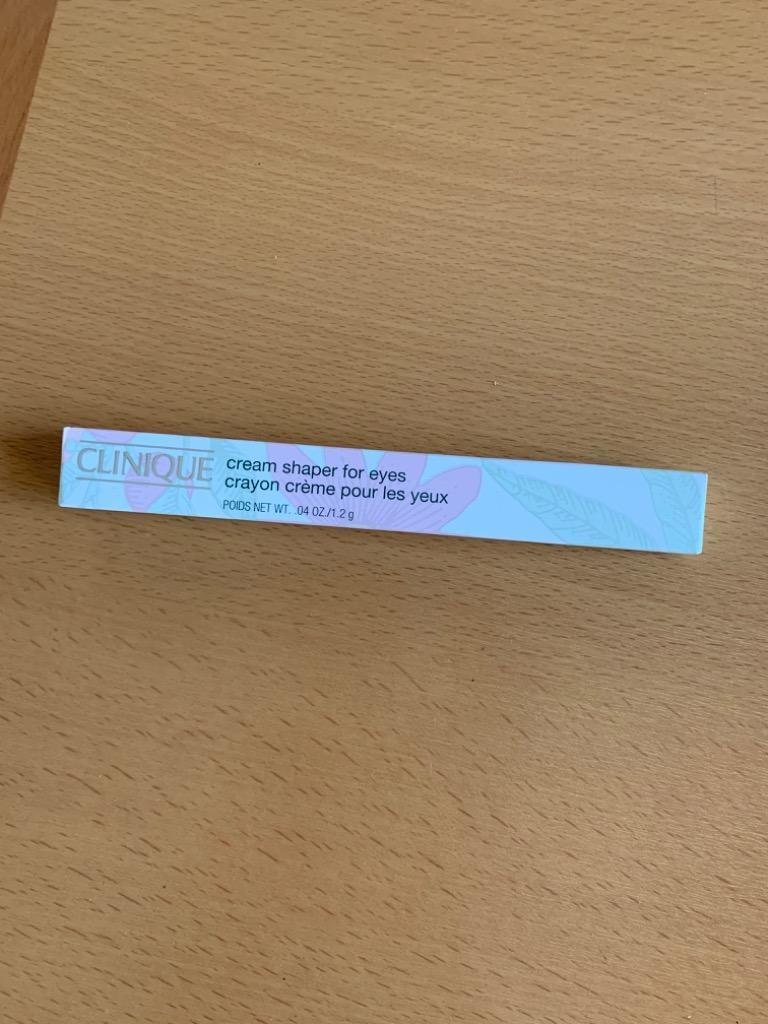 CLINIQUE
cream shaper for eyes
crayon crème pour les yeux
POIDS NET WT. .04 OZ./1.2 g